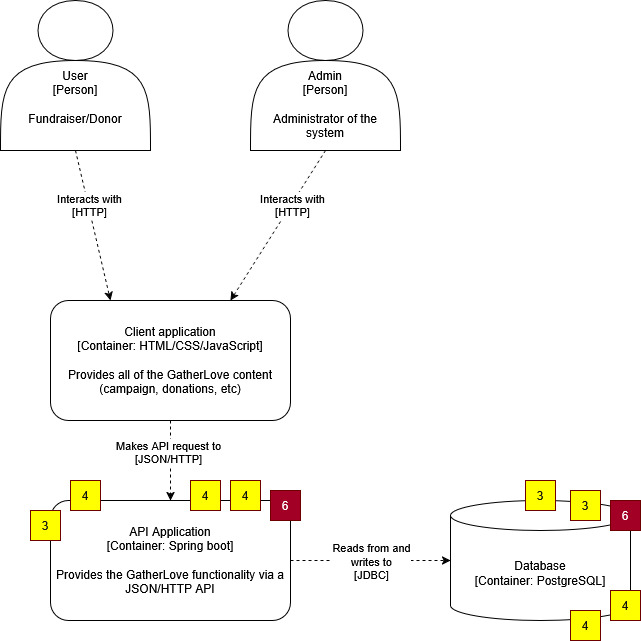 User
[Person]
Fundraiser/Donor
Admin
[Person]
Administrator of the
system
Interacts with
[HTTP]
Interacts with
[HTTP]
Client application
[Container: HTML/CSS/JavaScript]
Provides all of the GatherLove content
(campaign, donations, etc)
Makes API request to
[JSON/HTTP]
4
4
4
6
3
API Application
[Container: Spring boot]
Provides the GatherLove functionality via a
JSON/HTTP API
Reads from and
writes to
[JDBC]
3
3
6
Database
[Container: PostgreSQL]
4
4